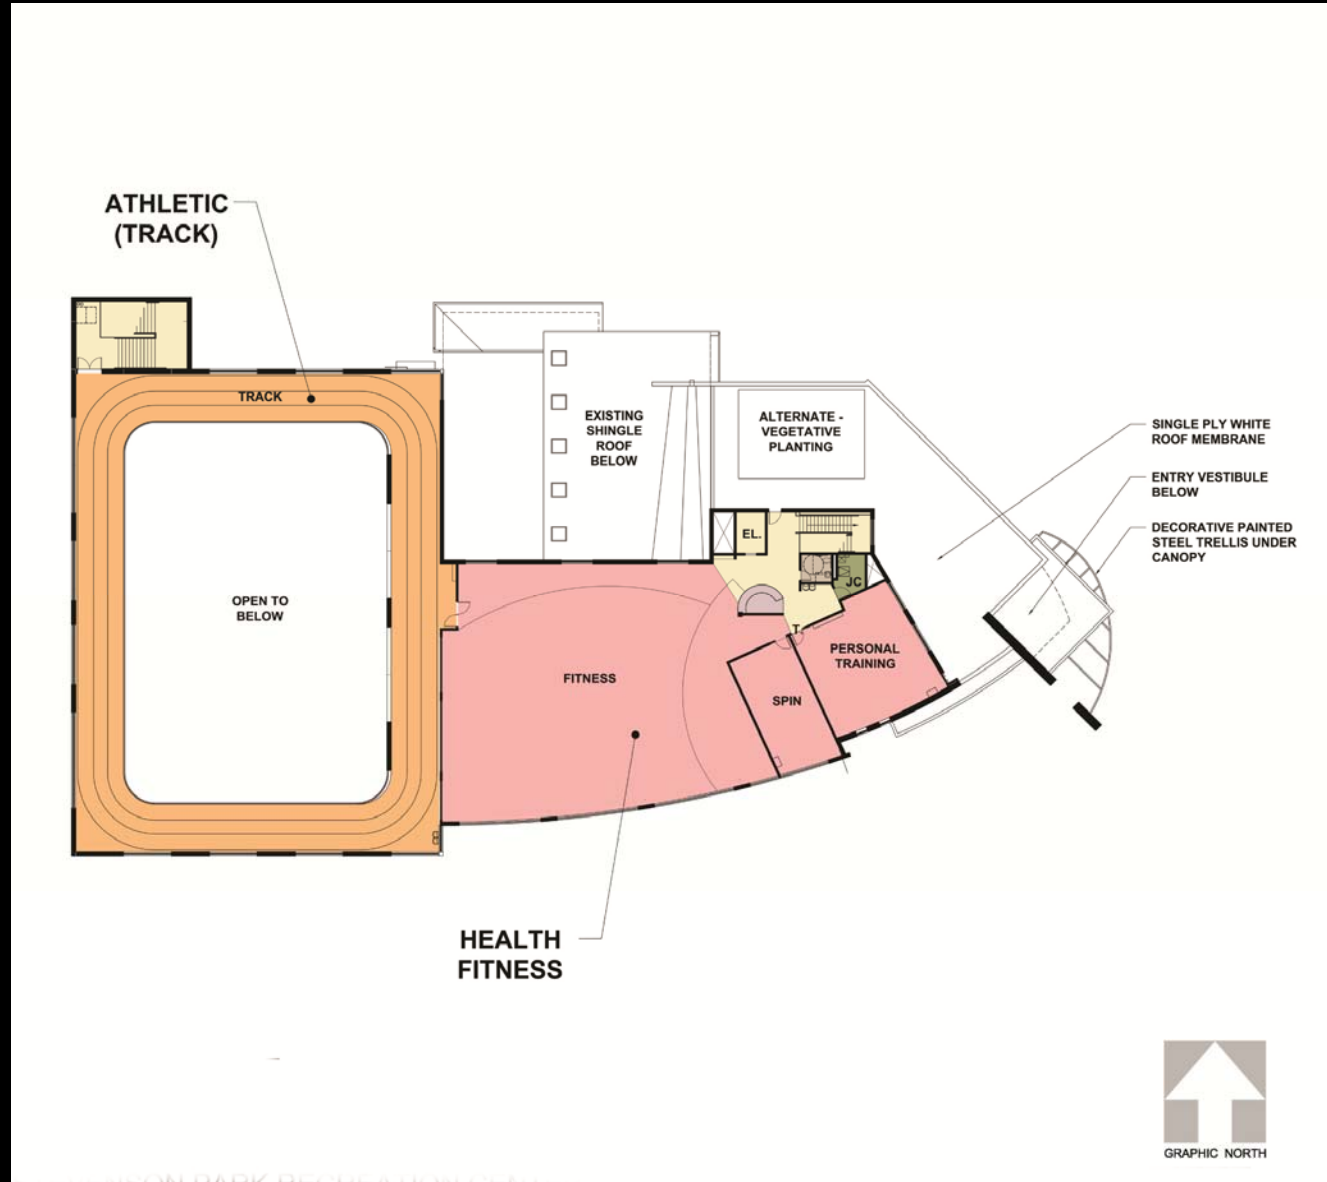 ATHLETIC
(TRACK)
TRACK
EXISTING
SHINGLE
ROOF
BELOW
ALTERNATE -
VEGETATIVE
PLANTING
SINGLE PLY WHITE
ROOF MEMBRANE
ENTRY VESTIBULE
BELOW
DECORATIVE PAINTED
STEEL TRELLIS UNDER
CANOPY
EL.
JC
OPEN TO
BELOW
T.
PERSONAL
TRAINING
FITNESS
SPIN
HEALTH
FITNESS
GRAPHIC NORTH